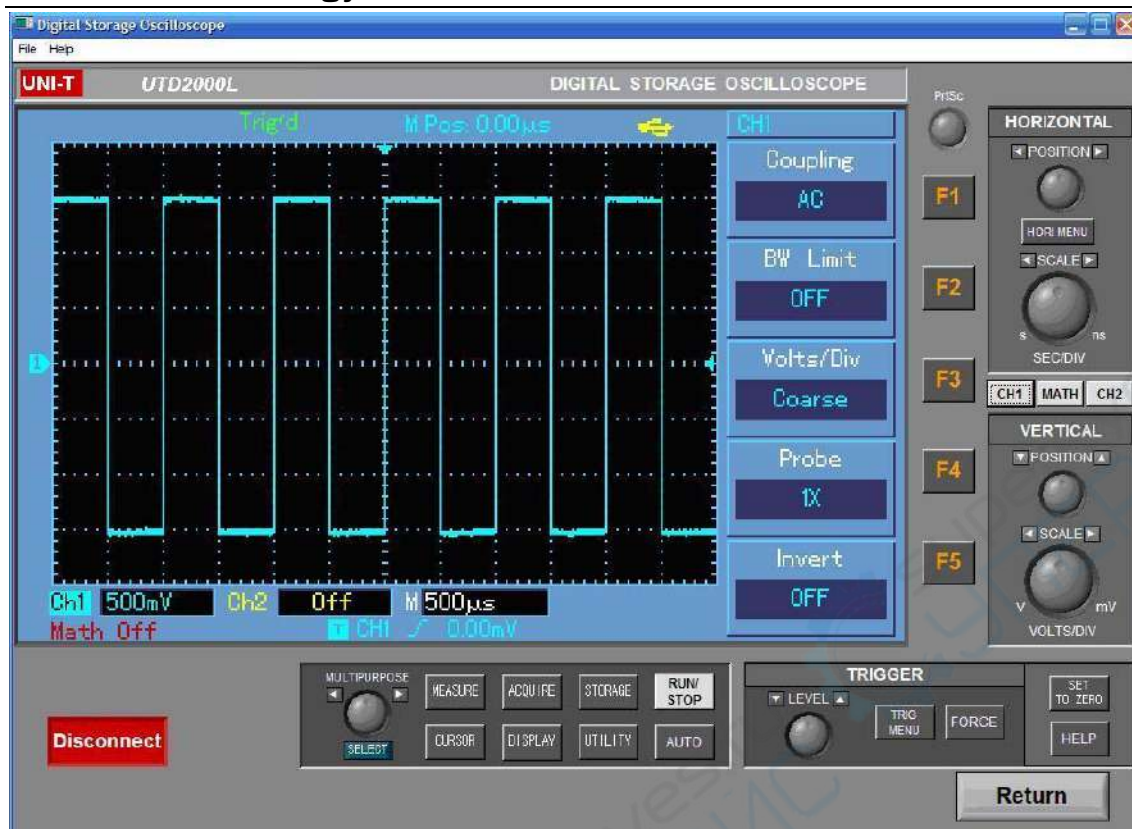 Digital Storage Oscilloscope
File Help
UNI-T UTD2000L DIGITAL STORAGE OSCILLOSCOPE
PrtSc
Trig'd M Pos: 0.00µs CH1
HORIZONTAL
POSITION
Coupling
AC
F1
HORI MENU
SCALE
BW Limit
OFF
F2
s ns
SEC/DIV
1
Volts/Div
Coarse
F3
CH1 MATH CH2
VERTICAL
POSITION
Probe
1X
F4
SCALE
Invert
OFF
F5
V mV
VOLTS/DIV
Ch1 500mV Ch2 Off M 500µs
Math Off T CH1 0.00mV
MULTIPURPOSE
SELECT
MEASURE ACQUIRE STORAGE RUN/
STOP
CURSOR DISPLAY UTILITY AUTO
TRIGGER
LEVEL
TRIG
MENU
FORCE
SET
TO ZERO
HELP
Disconnect
Return